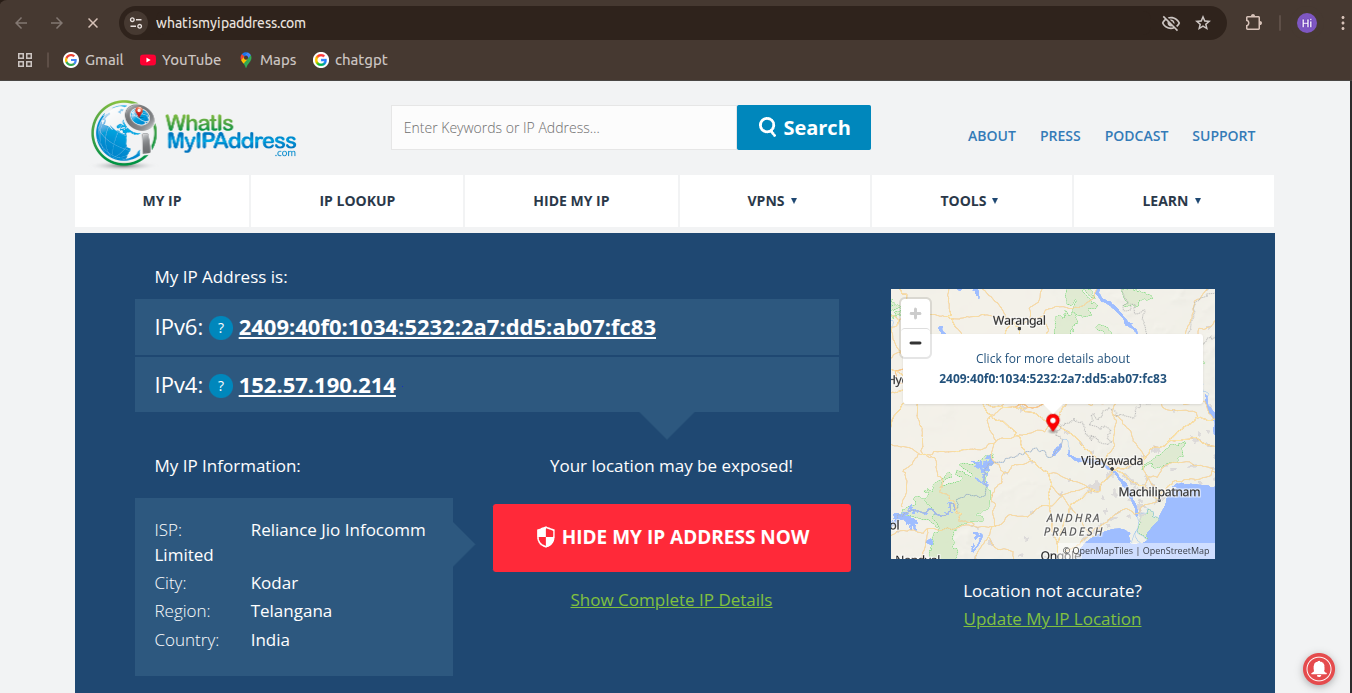 whatismyipaddress.com
Hi
Gmail
YouTube
Maps
chatgpt
WhatIs
MyIPAddress
.com
Enter Keywords or IP Address...
Search
ABOUT
PRESS
PODCAST
SUPPORT
MY IP
IP LOOKUP
HIDE MY IP
VPNS
TOOLS
LEARN
My IP Address is:
IPv6: ? 2409:40f0:1034:5232:2a7:dd5:ab07:fc83
IPv4: ? 152.57.190.214
My IP Information:
ISP: Reliance Jio Infocomm
Limited
City: Kodar
Region: Telangana
Country: India
Your location may be exposed!
HIDE MY IP ADDRESS NOW
Show Complete IP Details
+
−
Warangal
Hy
Click for more details about
2409:40f0:1034:5232:2a7:dd5:ab07:fc83
Vijayawada
Machilipatnam
ol
ANDHRA
PRADESH
© OpenMapTiles | OpenStreetMap
Location not accurate?
Update My IP Location